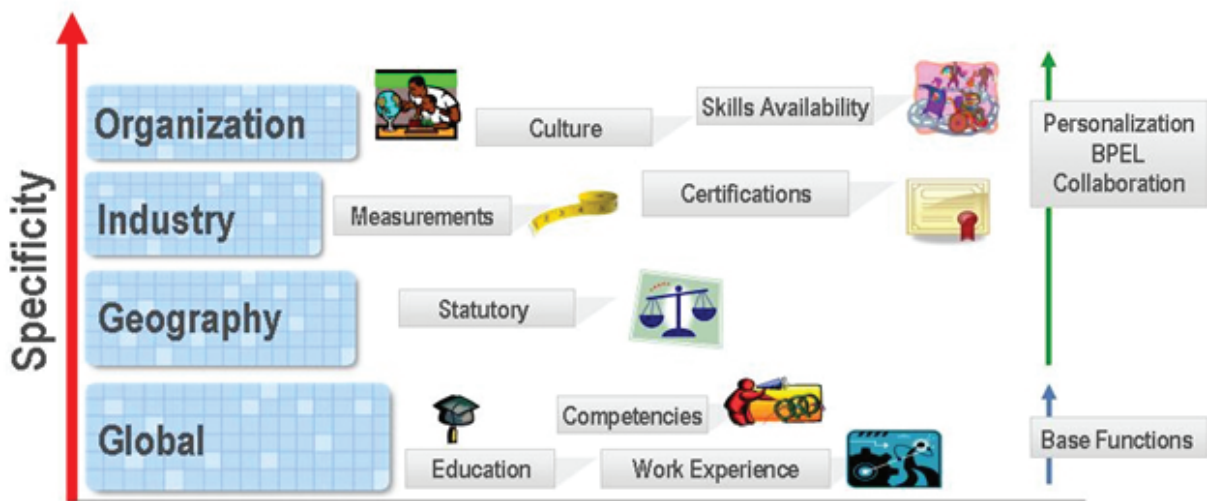 Specificity
Organization
Culture
Skills Availability
Industry
Measurements
Certifications
Geography
Statutory
Global
Competencies
Education
Work Experience
Personalization
BPEL
Collaboration
Base Functions